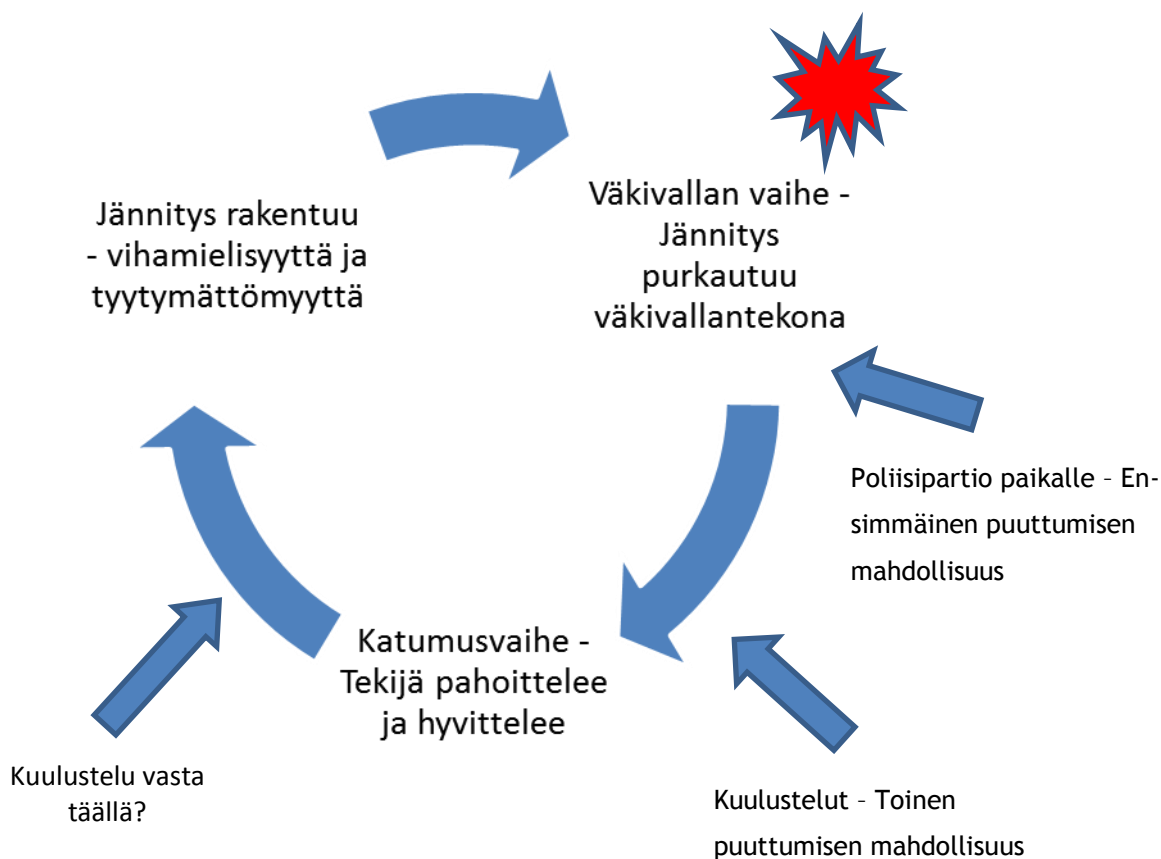 Jännitys rakentuu
- vihamielisyyttä ja
tyytymättömyyttä
Väkivallan vaihe -
Jännitys
purkautuu
väkivallantekona
Poliisipartio paikalle – En-
simmäinen puuttumisen
mahdollisuus
Katumusvaihe -
Tekijä pahoittelee
ja hyvittelee
Kuulustelu vasta
täällä?
Kuulustelut – Toinen
puuttumisen mahdollisuus